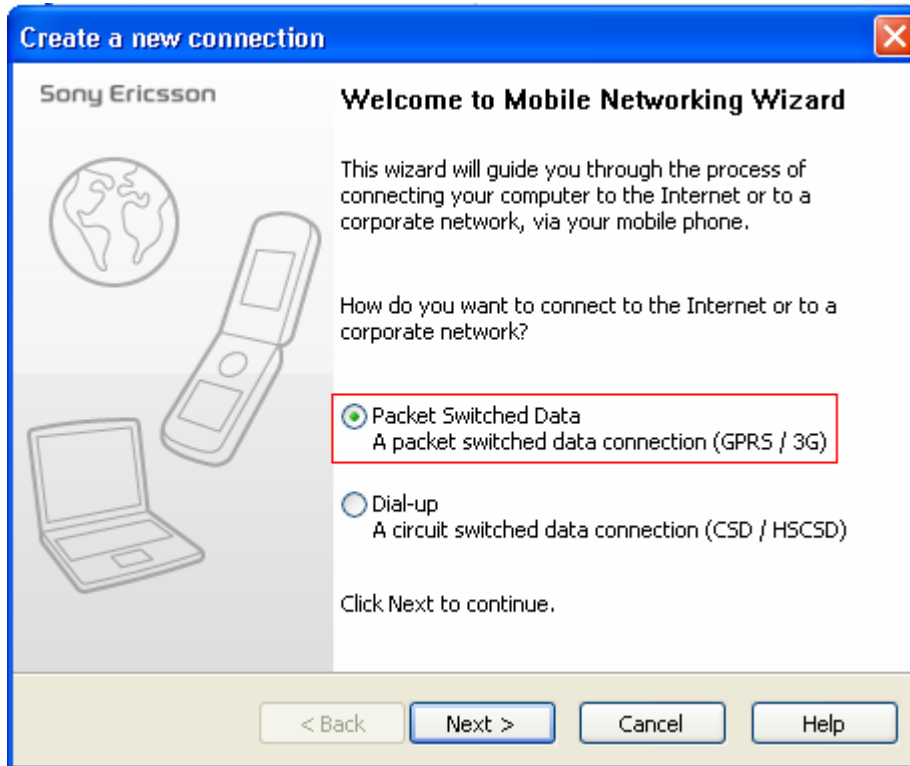 Create a new connection
Sony Ericsson
Welcome to Mobile Networking Wizard
This wizard will guide you through the process of
connecting your computer to the Internet or to a
corporate network, via your mobile phone.
How do you want to connect to the Internet or to a
corporate network?
Packet Switched Data
A packet switched data connection (GPRS / 3G)
Dial-up
A circuit switched data connection (CSD / HSCSD)
Click Next to continue.
< Back Next > Cancel Help